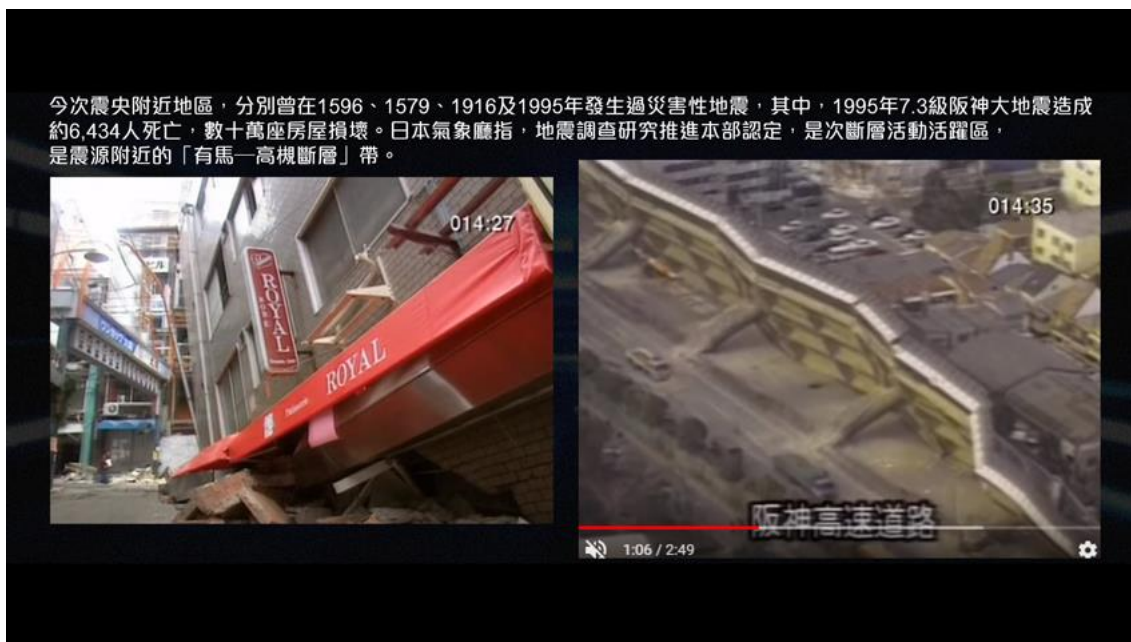 今次震央附近地區，分別曾在1596、1579、1916及1995年發生過災害性地震，其中，1995年7.3級阪神大地震造成
約6,434人死亡，數十萬座房屋損壞。日本氣象廳指，地震調查研究推進本部認定，是次斷層活動活躍區，
是震源附近的「有馬—高槻斷層」帶。
014:27
ROYAL
ROYAL
014:35
阪神高速道路
1:06 / 2:49